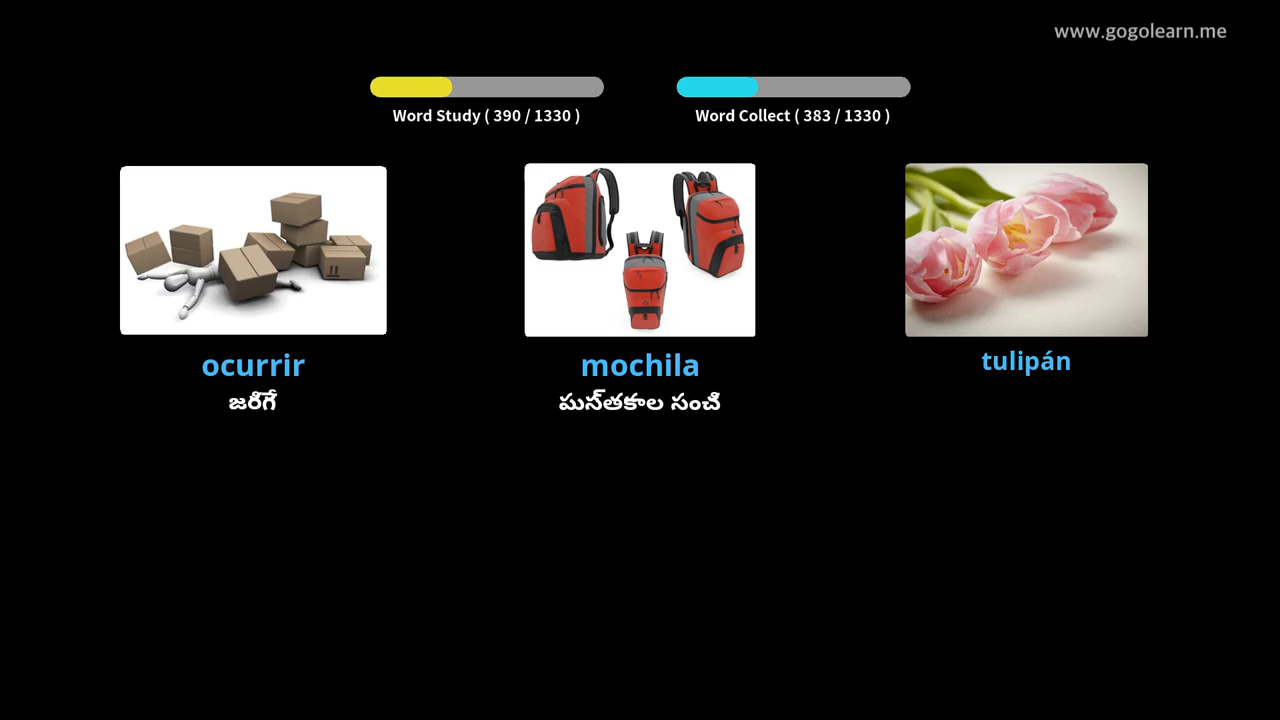 www.gogolearn.me
Word Study ( 390 / 1330 )
Word Collect ( 383 / 1330 )
ocurrir
mochila
tulipán
జరిగే
పుస్తకాల సంచి